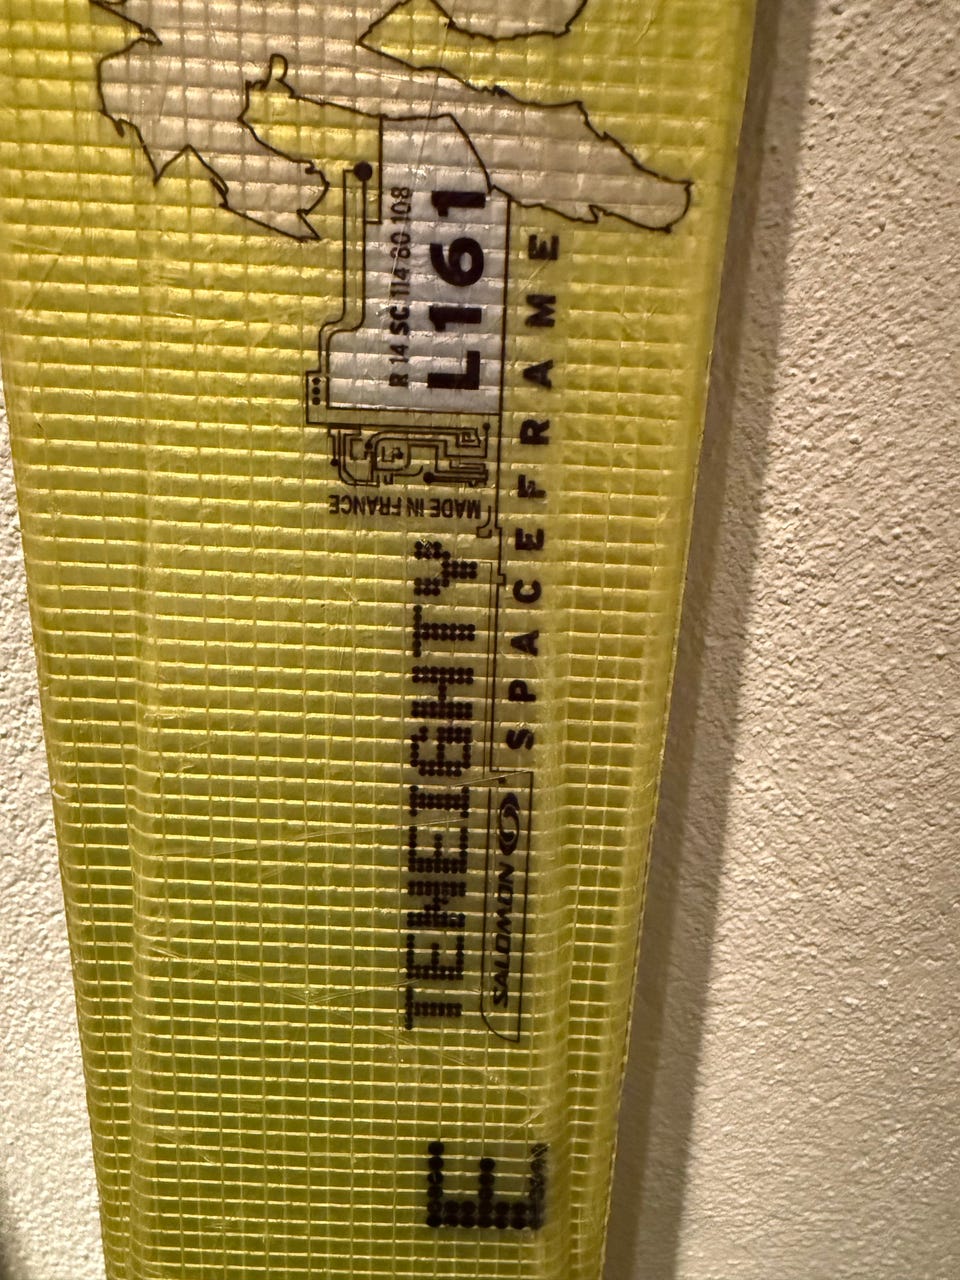 R 14 SC 114 80 108
L161
MADE IN FRANCE
TENEIGHTY
SPACEFRAME
SALOMON
E